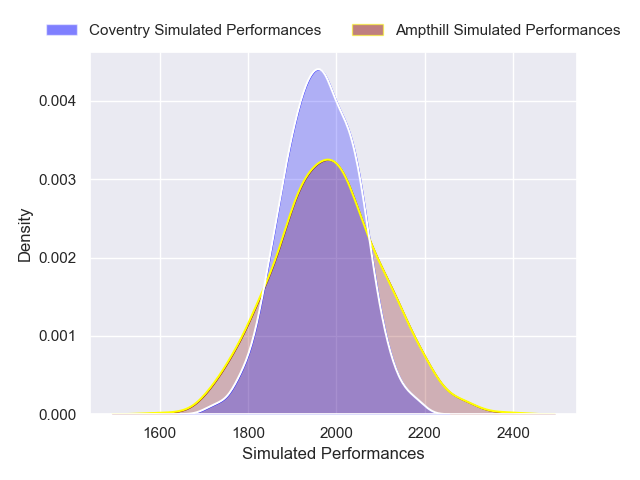 Coventry Simulated Performances Ampthill Simulated Performances
0.004
0.003
0.002
0.001
0.000
Density
1600 1800 2000 2200 2400
Simulated Performances